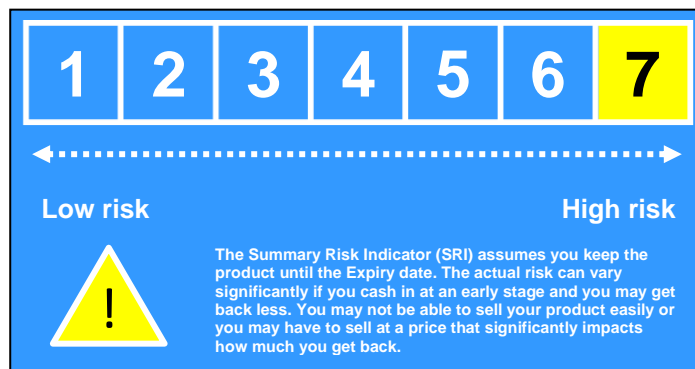 1 2 3 4 5 6 7
Low risk High risk
!
The Summary Risk Indicator (SRI) assumes you keep the
product until the Expiry date. The actual risk can vary
significantly if you cash in at an early stage and you may get
back less. You may not be able to sell your product easily or
you may have to sell at a price that significantly impacts
how much you get back.